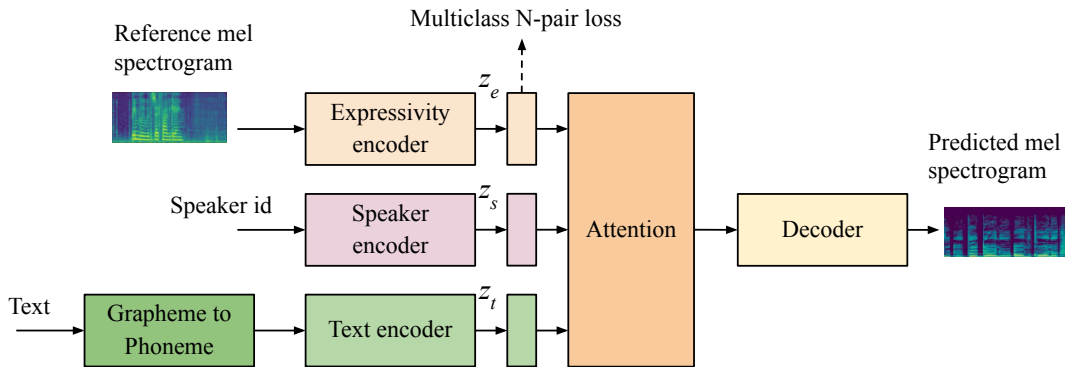 Multiclass N-pair loss
Reference mel
spectrogram
z_e
Expressivity
encoder
Predicted mel
spectrogram
Speaker id
z_s
Speaker
encoder
Attention
Decoder
Text
Grapheme to
Phoneme
z_t
Text encoder